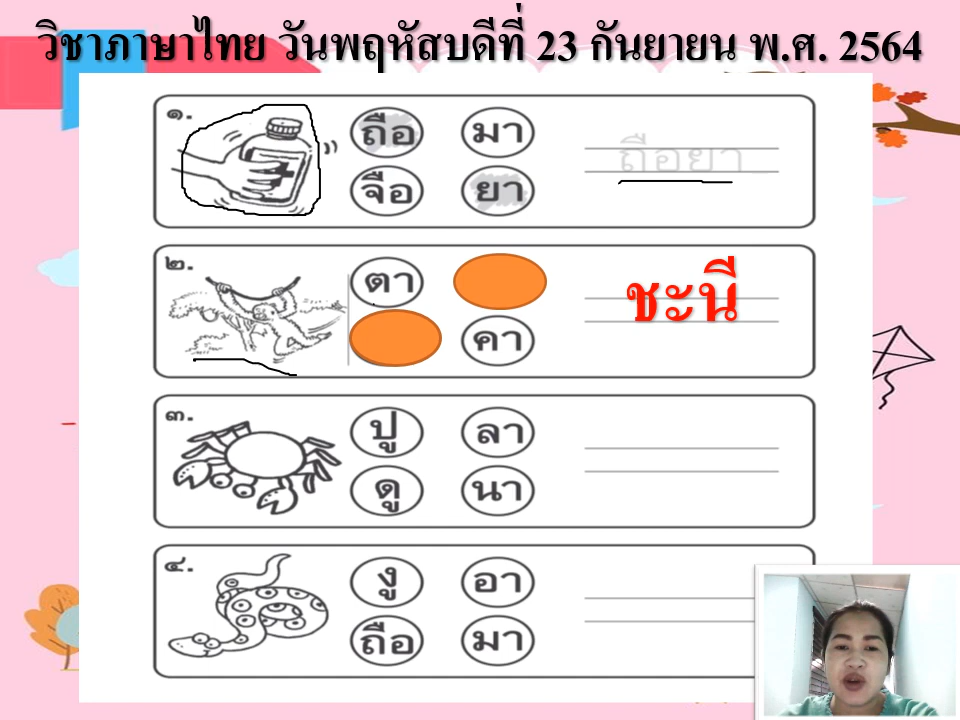 วิชาภาษาไทย วันพฤหัสบดีที่ 23 กันยายน พ.ศ. 2564
๑. ถือ มา ถือยา
จือ ยา
๒. ตา ชะนี
คา
๓. ปู ลา
ดู นา
๔. งู อา
ถือ มา